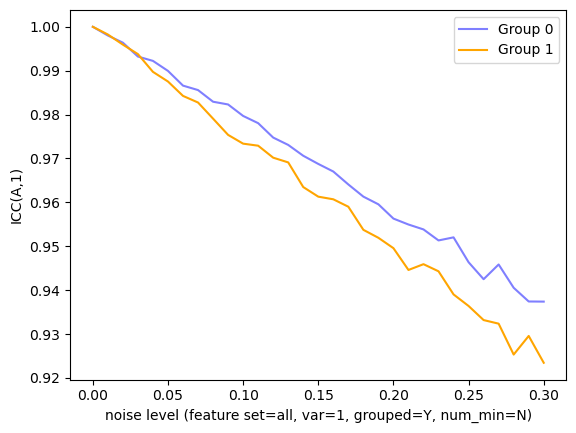 1.00
0.99
0.98
0.97
0.96
0.95
0.94
0.93
0.92
ICC(A,1)
Group 0
Group 1
0.00 0.05 0.10 0.15 0.20 0.25 0.30
noise level (feature set=all, var=1, grouped=Y, num_min=N)